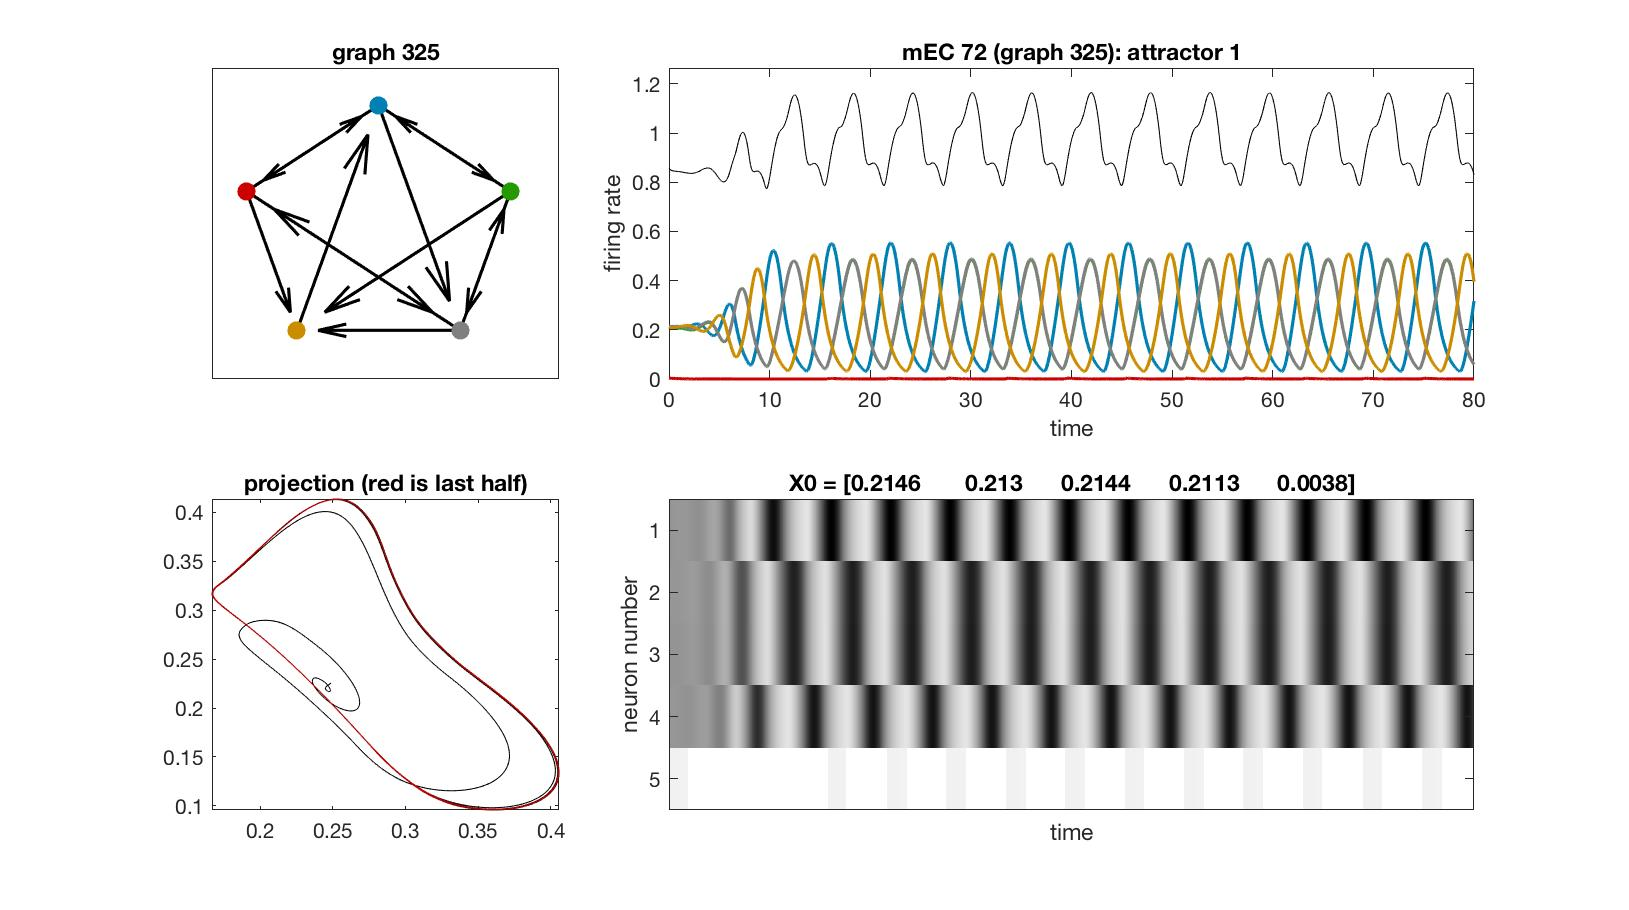 graph 325
mEC 72 (graph 325): attractor 1
1.2
1
0.8
0.6
0.4
0.2
0
firing rate
0 10 20 30 40 50 60 70 80
time
projection (red is last half)
0.4
0.35
0.3
0.25
0.2
0.15
0.1
0.2 0.25 0.3 0.35 0.4
X0 = [0.2146 0.213 0.2144 0.2113 0.0038]
1
2
3
4
5
neuron number
time